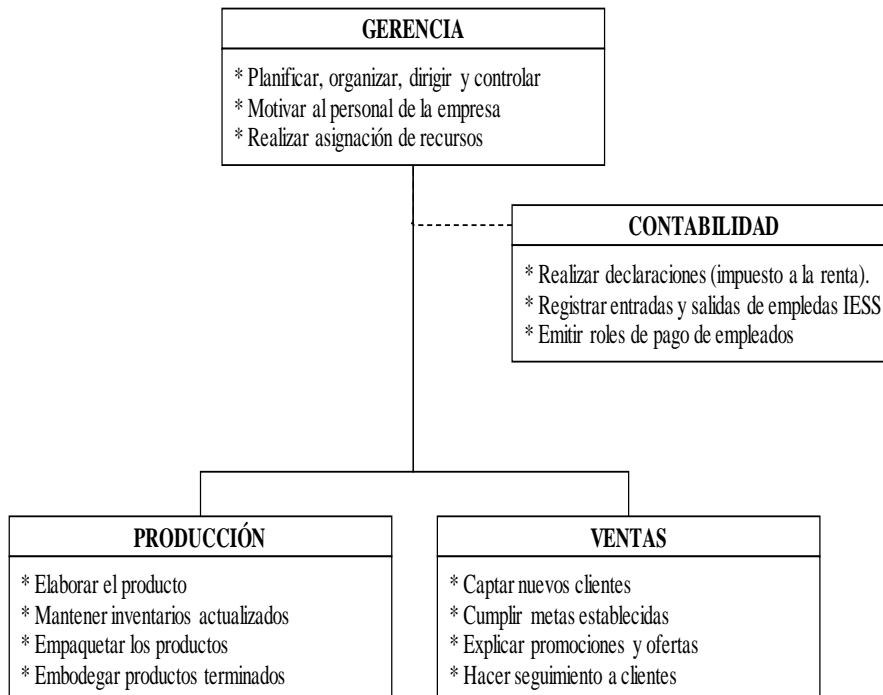 GERENCIA
* Planificar, organizar, dirigir y controlar
* Motivar al personal de la empresa
* Realizar asignación de recursos
CONTABILIDAD
* Realizar declaraciones (impuesto a la renta).
* Registrar entradas y salidas de empledas IESS
* Emitir roles de pago de empleados
PRODUCCIÓN
* Elaborar el producto
* Mantener inventarios actualizados
* Empaquetar los productos
* Embodegar productos terminados
VENTAS
* Captar nuevos clientes
* Cumplir metas establecidas
* Explicar promociones y ofertas
* Hacer seguimiento a clientes